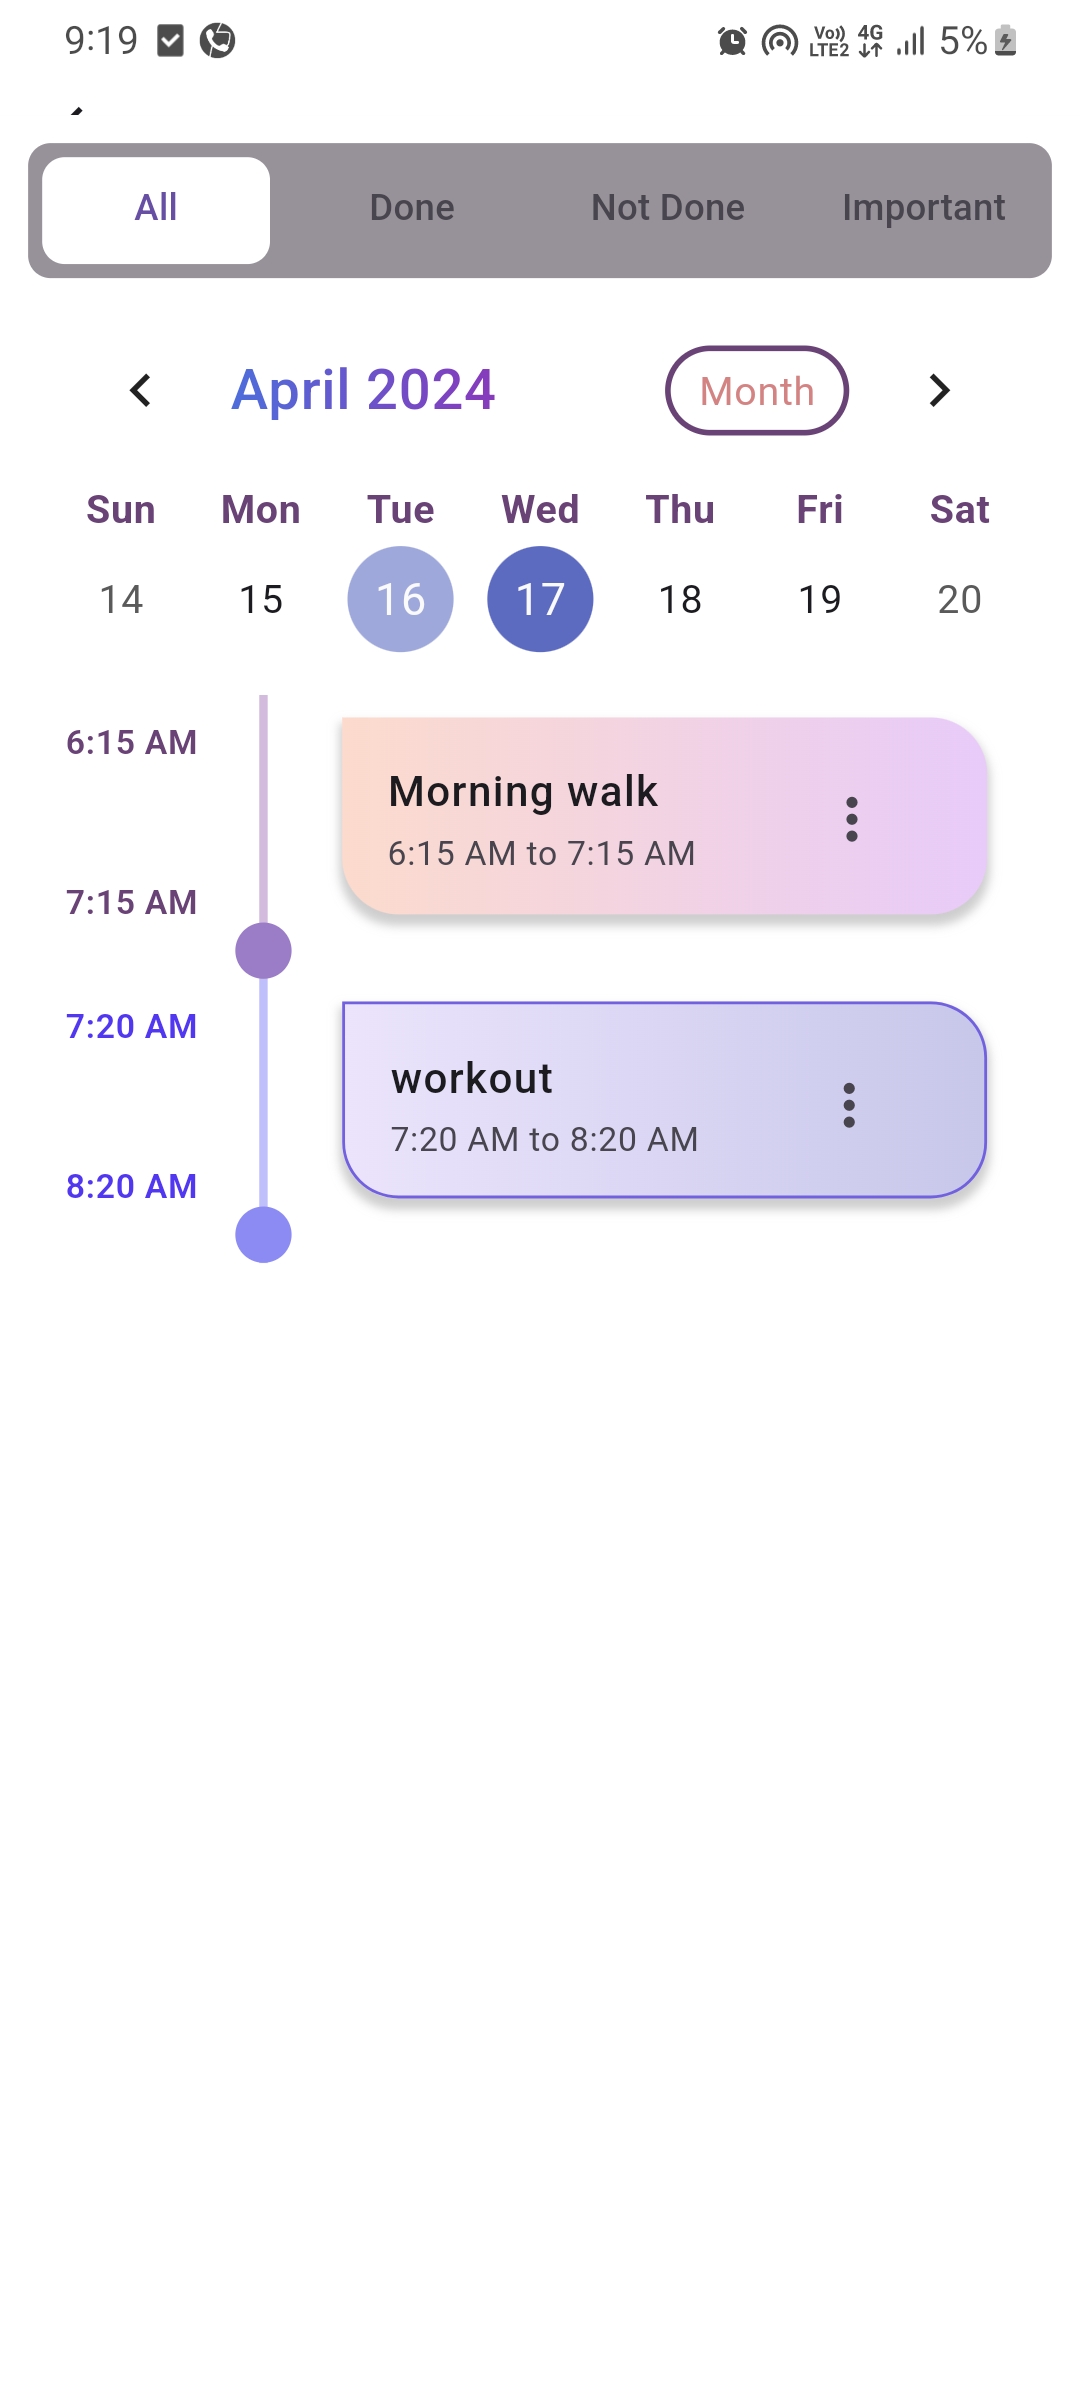 9:19 Vo)) LTE2 4G 5%
All Done Not Done Important
April 2024 Month
Sun Mon Tue Wed Thu Fri Sat
14 15 16 17 18 19 20
6:15 AM
Morning walk
6:15 AM to 7:15 AM
7:15 AM
7:20 AM
workout
7:20 AM to 8:20 AM
8:20 AM